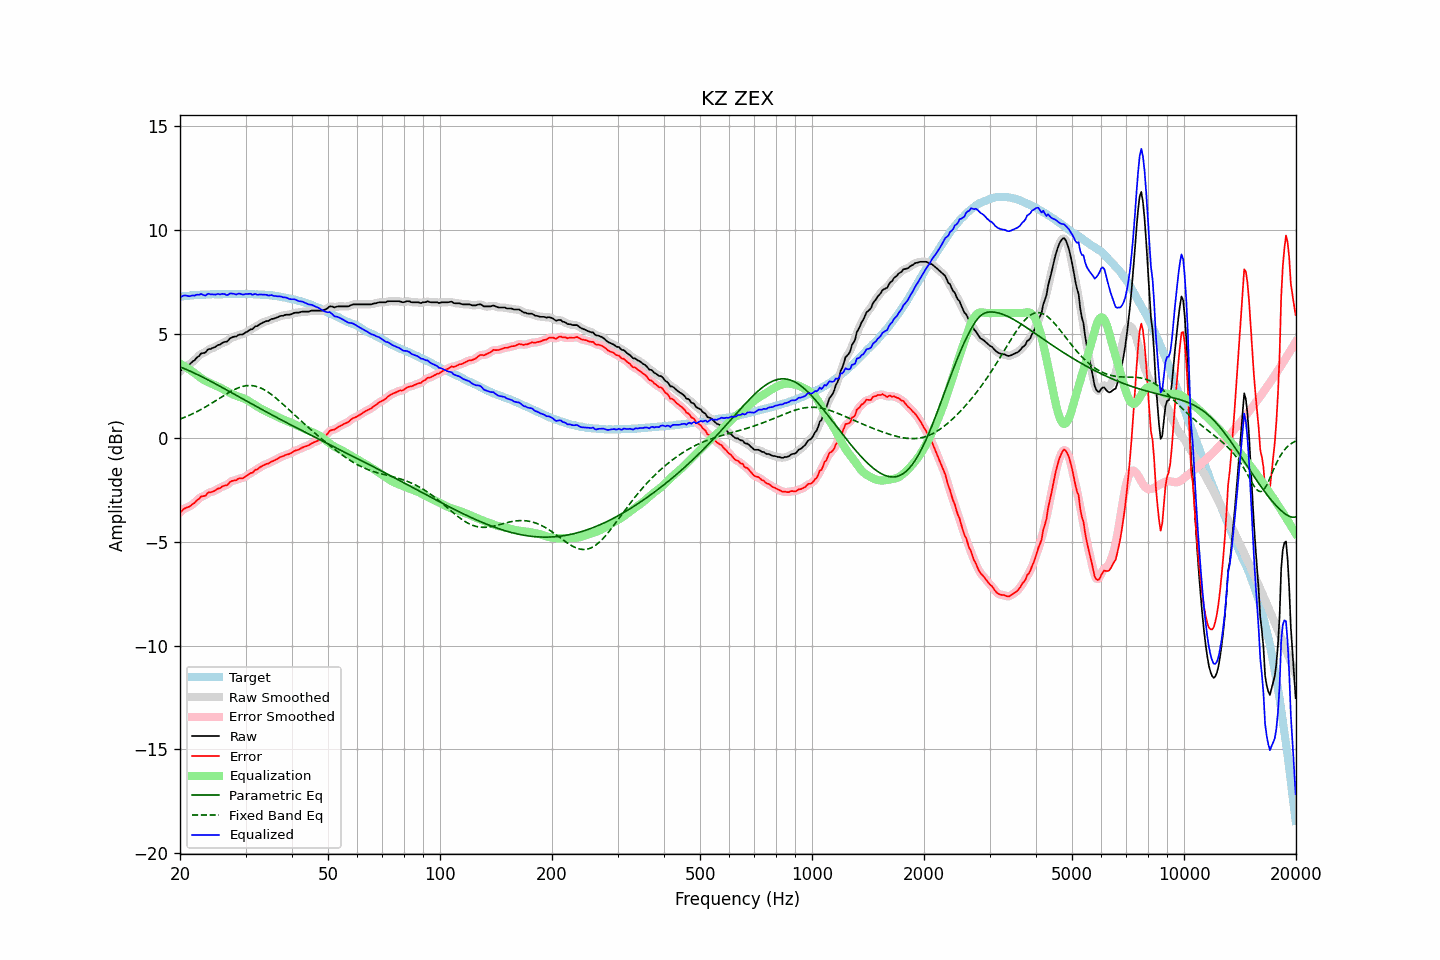 KZ ZEX
15
10
5
0
−5
−10
−15
−20
Amplitude (dBr)
Target
Raw Smoothed
Error Smoothed
Raw
Error
Equalization
Parametric Eq
Fixed Band Eq
Equalized
20 50 100 200 500 1000 2000 5000 10000 20000
Frequency (Hz)